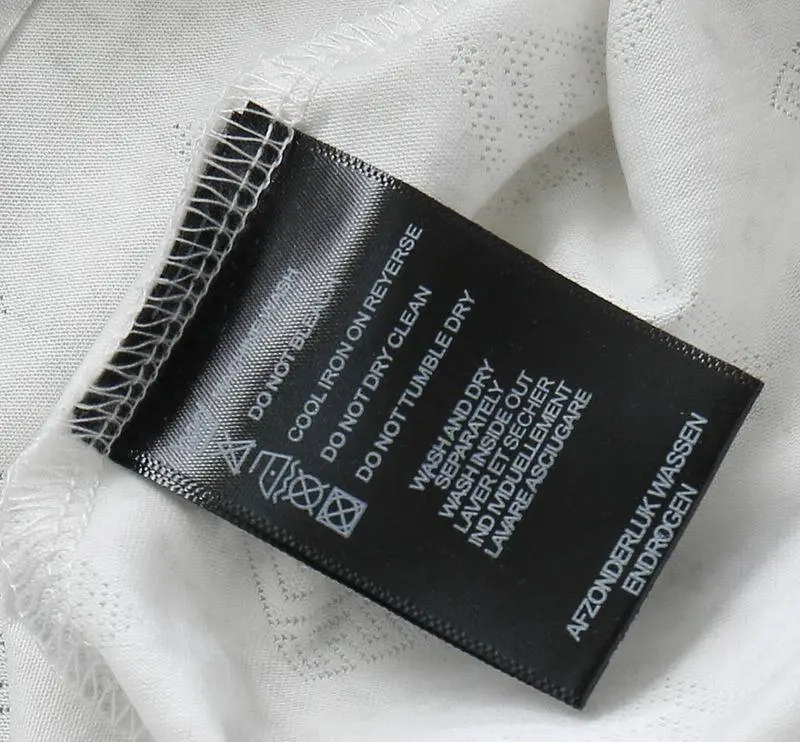 DO NOT BLEACH
COOL IRON ON REYERSE
DO NOT DRY CLEAN
DO NOT TUMBLE DRY
WASH AND DRY
SEPARATELY
WASH INSIDE OUT
LAVER ET SECHER
IND MDUELLEMENT
LAVARE ASCIUGARE
AFZONDERLUK WASSEN
ENDROGEN